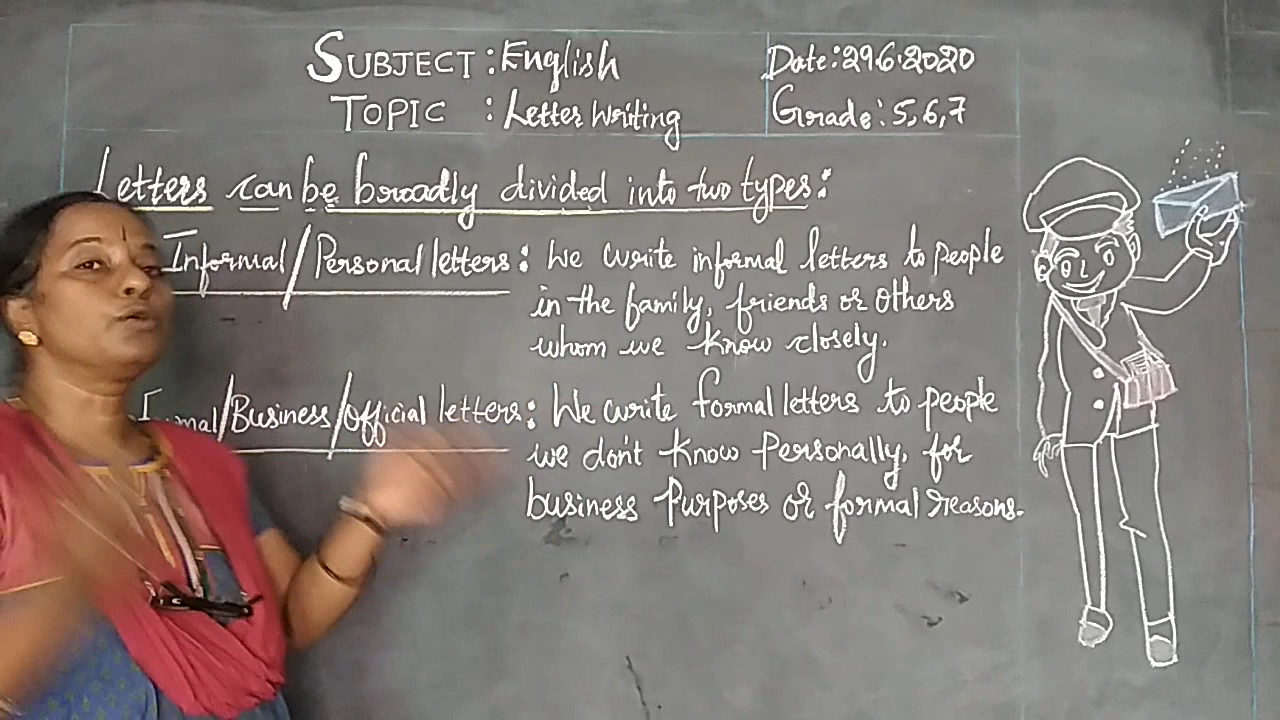 SUBJECT : English
TOPIC : Letter Writing
Date: 29.6.2020
Grade: 5, 6, 7
Letters can be broadly divided into two types:
Informal/Personal letters: We write informal letters to people
in the family, friends or others
whom we know closely.
/Business/official letters: We write formal letters to people
we don't know Personally, for
business Purposes or formal reasons.